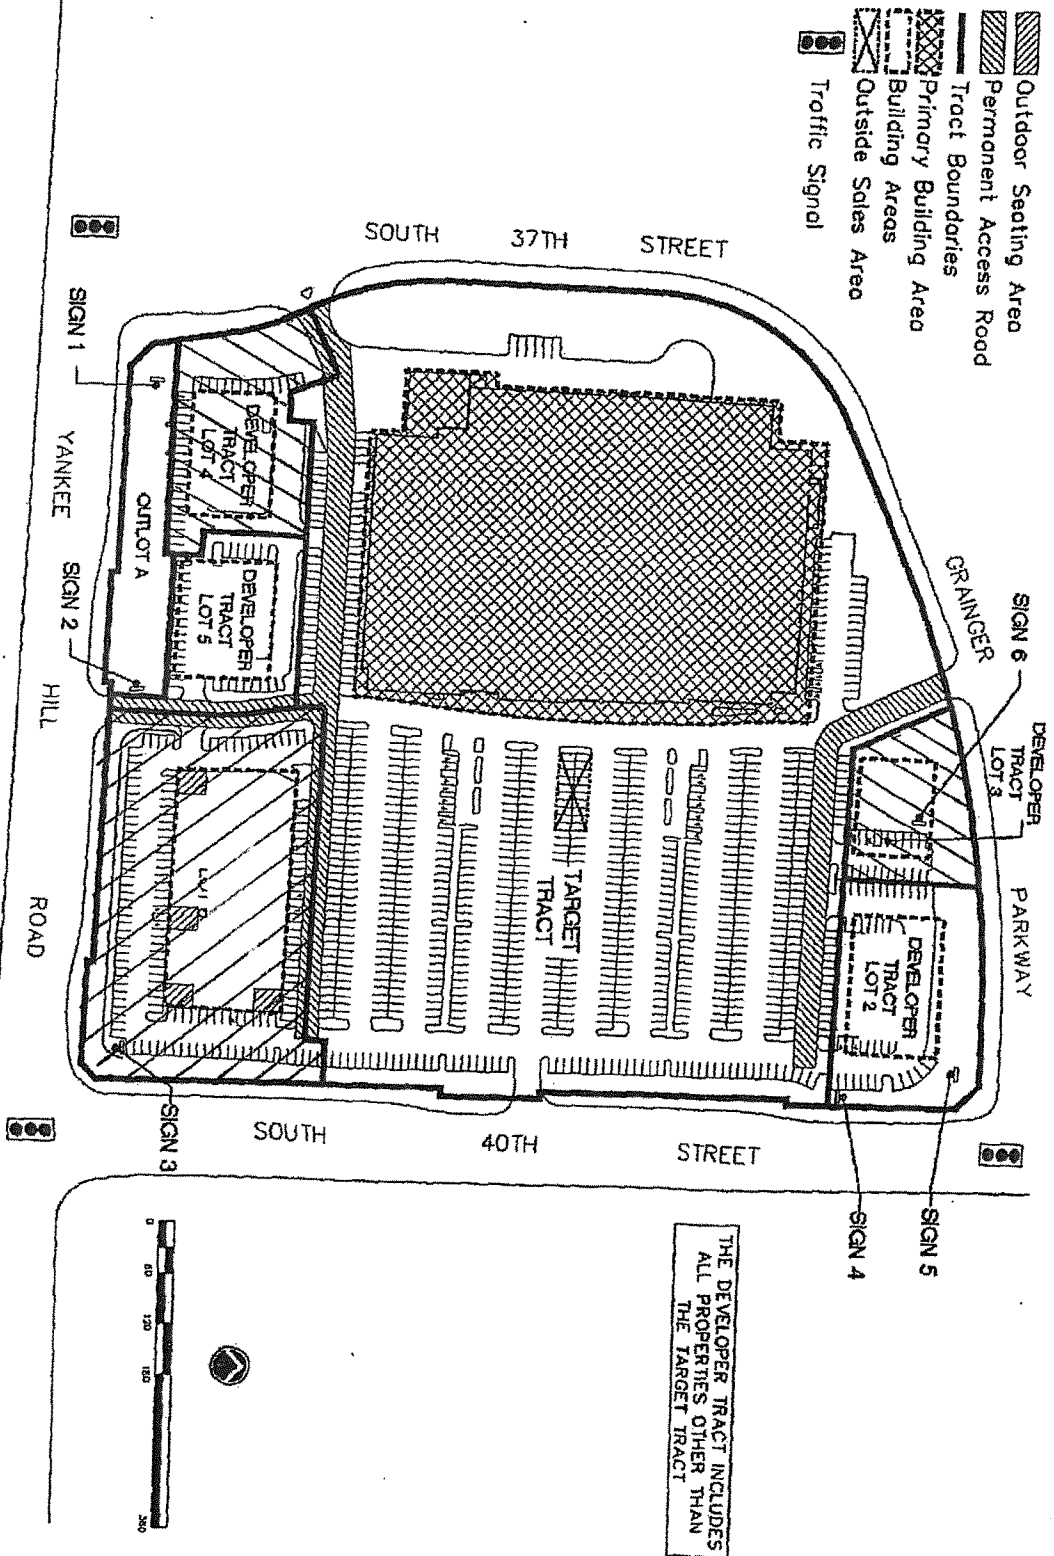 Outdoor Seating Area
Permanent Access Road
Tract Boundaries
Primary Building Area
Building Areas
Outside Sales Area
Traffic Signal
SOUTH 37TH STREET
GRAINGER PARKWAY
SIGN 6
DEVELOPER
TRACT
LOT 3
DEVELOPER
TRACT
LOT 2
SIGN 5
SIGN 4
TARGET
TRACT
SIGN 1
DEVELOPER
TRACT
LOT 4
OUTLOT A
DEVELOPER
TRACT
LOT 5
SIGN 2
YANKEE HILL ROAD
SIGN 3
SOUTH 40TH STREET
THE DEVELOPER TRACT INCLUDES
ALL PROPERTIES OTHER THAN
THE TARGET TRACT
0 60 120 180 360